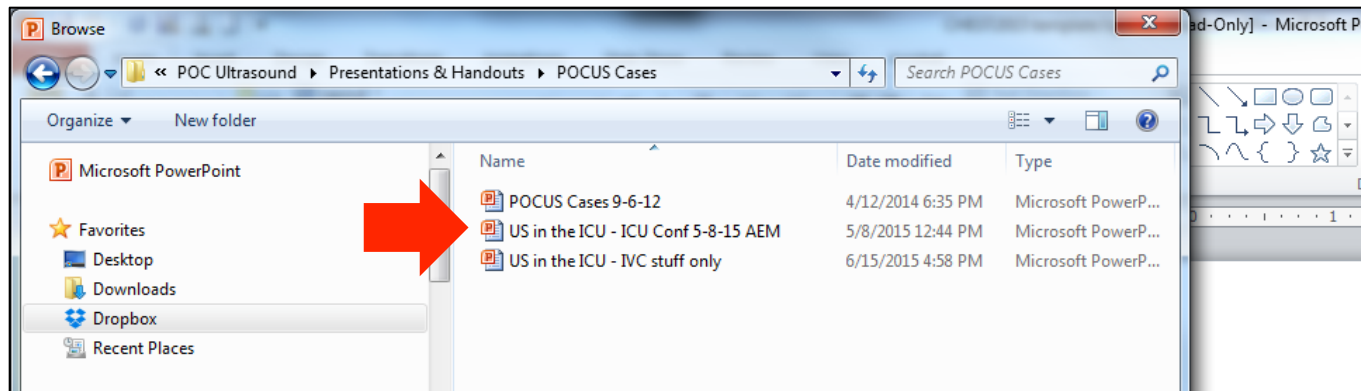 Browse
ad-Only] - Microsoft P
« POC Ultrasound ▸ Presentations & Handouts ▸ POCUS Cases
Search POCUS Cases
Organize New folder
Microsoft PowerPoint
Name Date modified Type
POCUS Cases 9-6-12 4/12/2014 6:35 PM Microsoft PowerP...
Favorites
US in the ICU - ICU Conf 5-8-15 AEM 5/8/2015 12:44 PM Microsoft PowerP...
Desktop
US in the ICU - IVC stuff only 6/15/2015 4:58 PM Microsoft PowerP...
Downloads
Dropbox
Recent Places
1